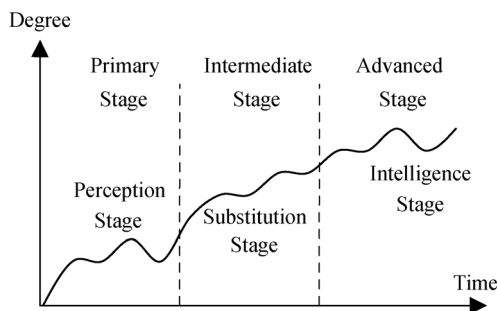 Degree
Primary
Stage
Intermediate
Stage
Advanced
Stage
Perception
Stage
Substitution
Stage
Intelligence
Stage
Time